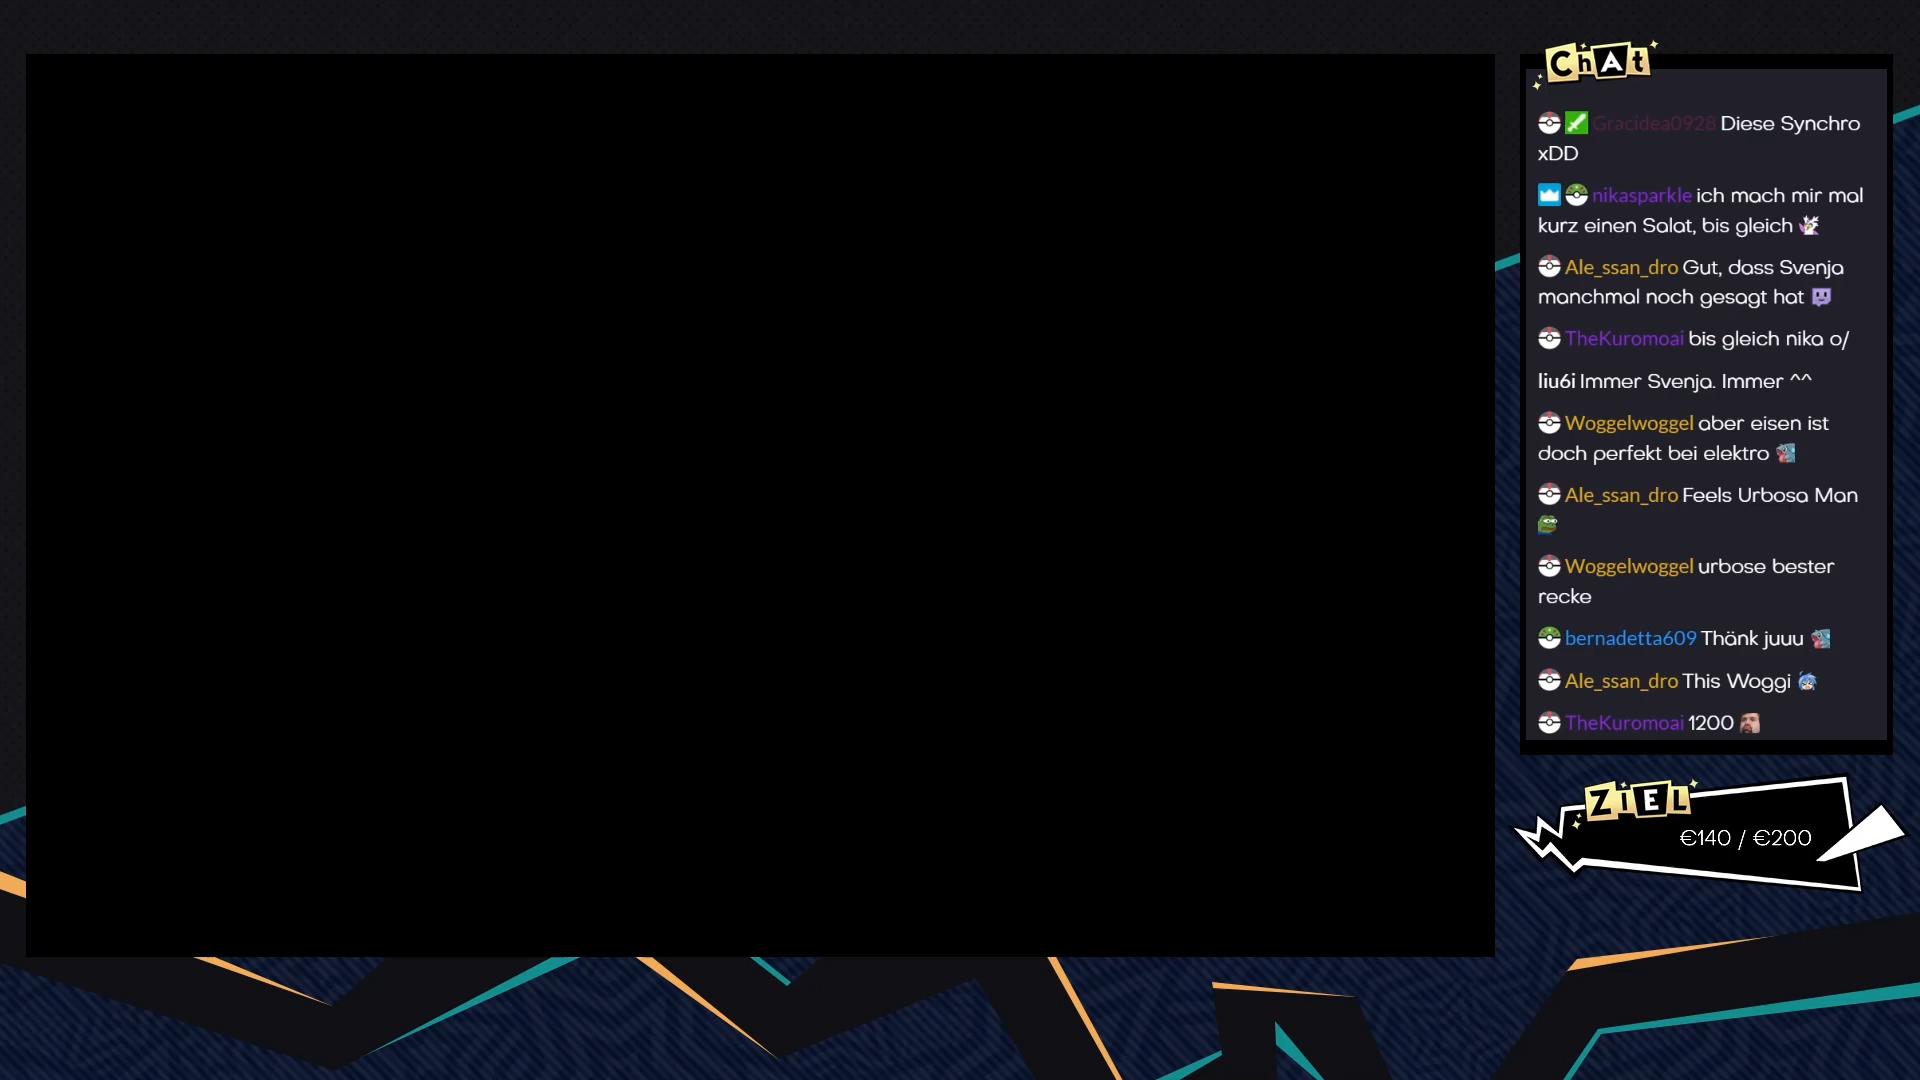 ChAt
Gracidea0928 Diese Synchro
xDD
nikasparkle ich mach mir mal
kurz einen Salat, bis gleich
Ale_ssan_dro Gut, dass Svenja
manchmal noch gesagt hat
TheKuromoai bis gleich nika o/
liu6i Immer Svenja. Immer ^^
Woggelwoggel aber eisen ist
doch perfekt bei elektro
Ale_ssan_dro Feels Urbosa Man
Woggelwoggel urbose bester
recke
bernadetta609 Thänk juuu
Ale_ssan_dro This Woggi
TheKuromoai 1200
ZiEL
€140 / €200